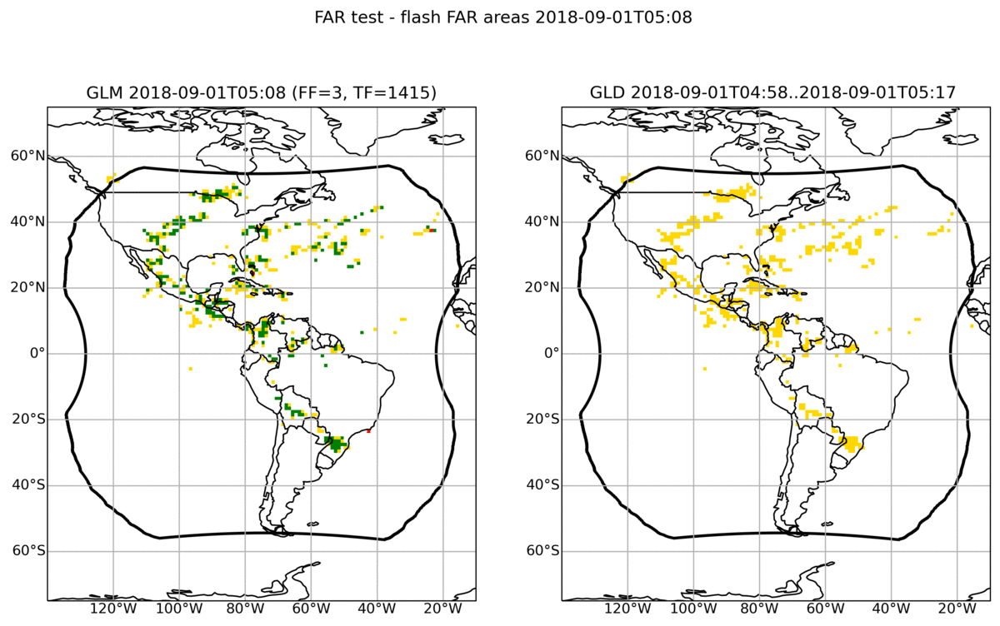 FAR test - flash FAR areas 2018-09-01T05:08
GLM 2018-09-01T05:08 (FF=3, TF=1415)
GLD 2018-09-01T04:58..2018-09-01T05:17
60°N
40°N
20°N
0°
20°S
40°S
60°S
120°W 100°W 80°W 60°W 40°W 20°W
60°N
40°N
20°N
0°
20°S
40°S
60°S
120°W 100°W 80°W 60°W 40°W 20°W